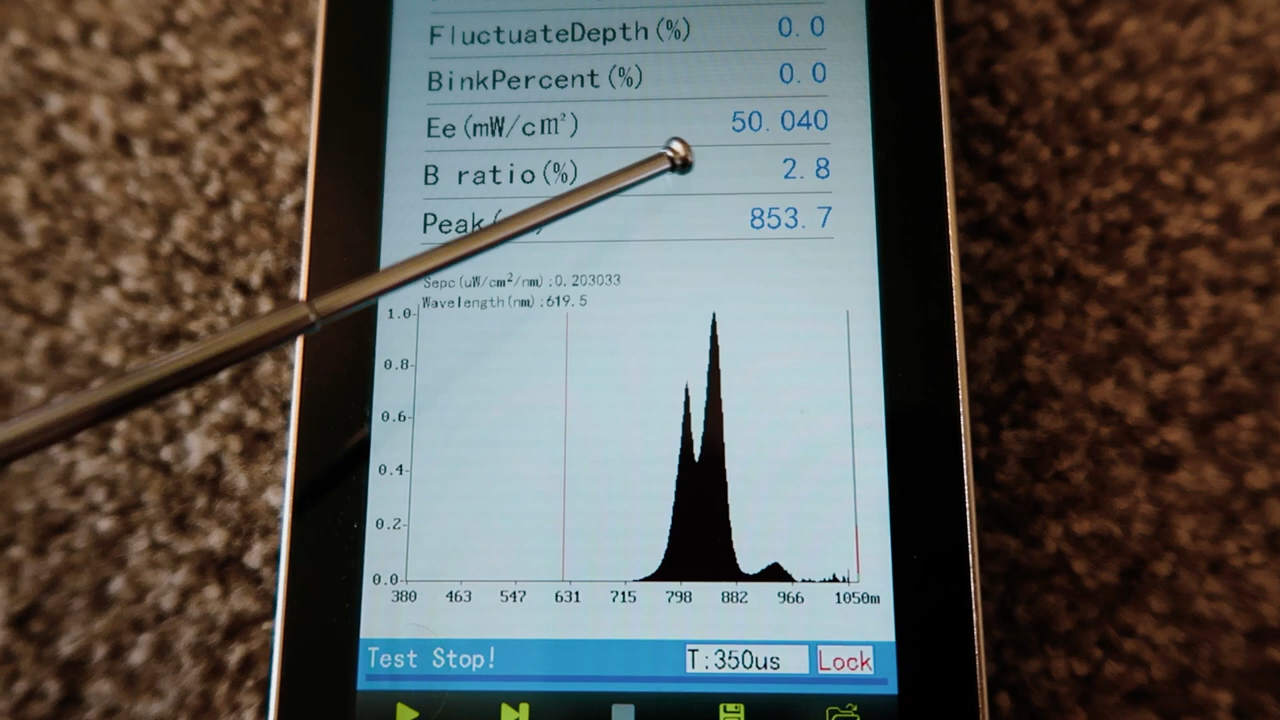 FluctuateDepth(%) 0.0
BinkPercent(%) 0.0
Ee(mW/cm²) 50.040
B ratio(%) 2.8
Peak( 853.7
Sepc(uW/cm2/nm):0.203033
Wavelength(nm):619.5
1.0
0.8
0.6
0.4
0.2
0.0
380 463 547 631 715 798 882 966 1050m
Test Stop! T:350us Lock